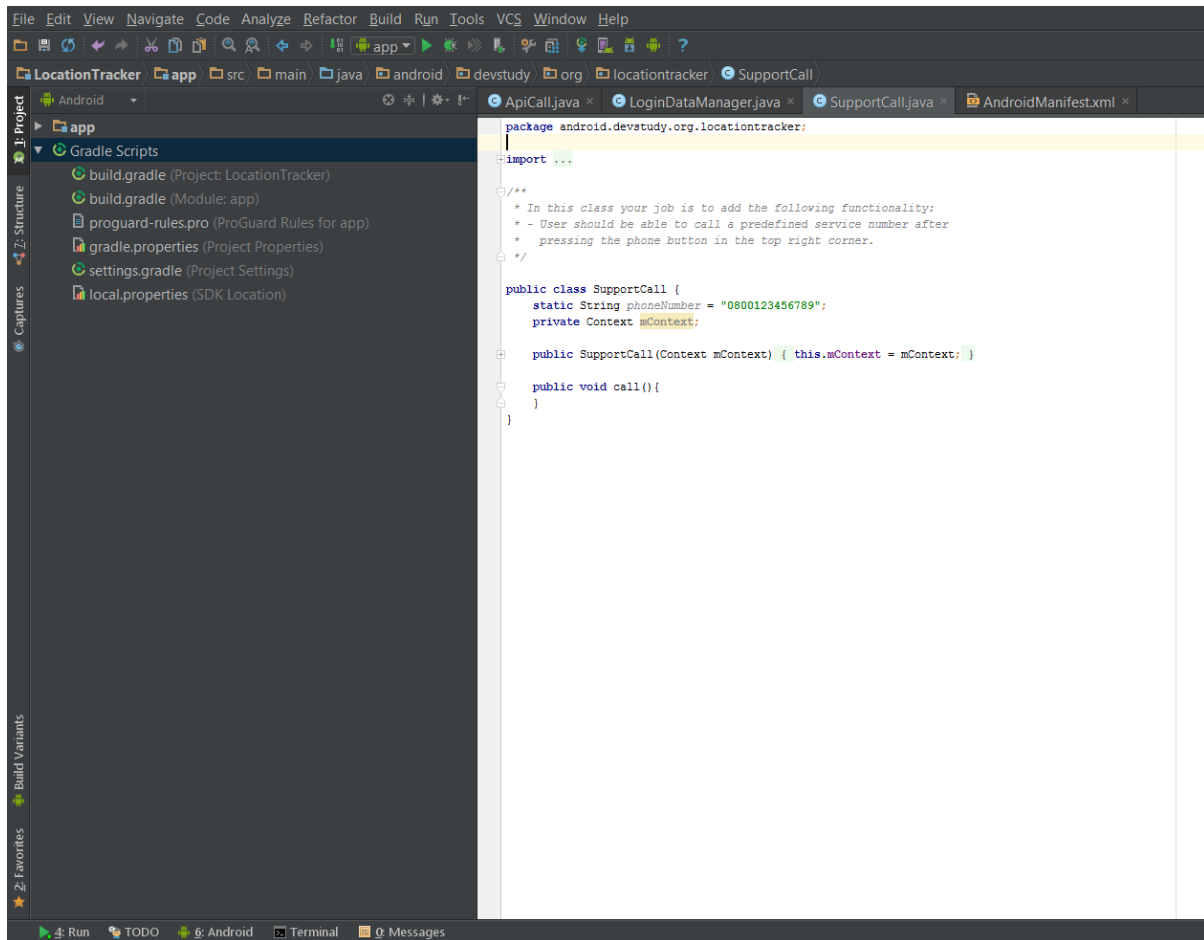 File Edit View Navigate Code Analyze Refactor Build Run Tools VCS Window Help
app
LocationTracker app src main java android devstudy org locationtracker SupportCall
1: Project
Android
ApiCall.java LoginDataManager.java SupportCall.java AndroidManifest.xml
app
Gradle Scripts
build.gradle (Project: LocationTracker)
build.gradle (Module: app)
proguard-rules.pro (ProGuard Rules for app)
gradle.properties (Project Properties)
settings.gradle (Project Settings)
local.properties (SDK Location)
7: Structure
Captures
Build Variants
2: Favorites
package android.devstudy.org.locationtracker;
import ...
/**
* In this class your job is to add the following functionality:
* - User should be able to call a predefined service number after
*   pressing the phone button in the top right corner.
*/
public class SupportCall {
static String phoneNumber = "0800123456789";
private Context mContext;
public SupportCall(Context mContext) { this.mContext = mContext; }
public void call(){
}
}
4: Run TODO 6: Android Terminal 0: Messages